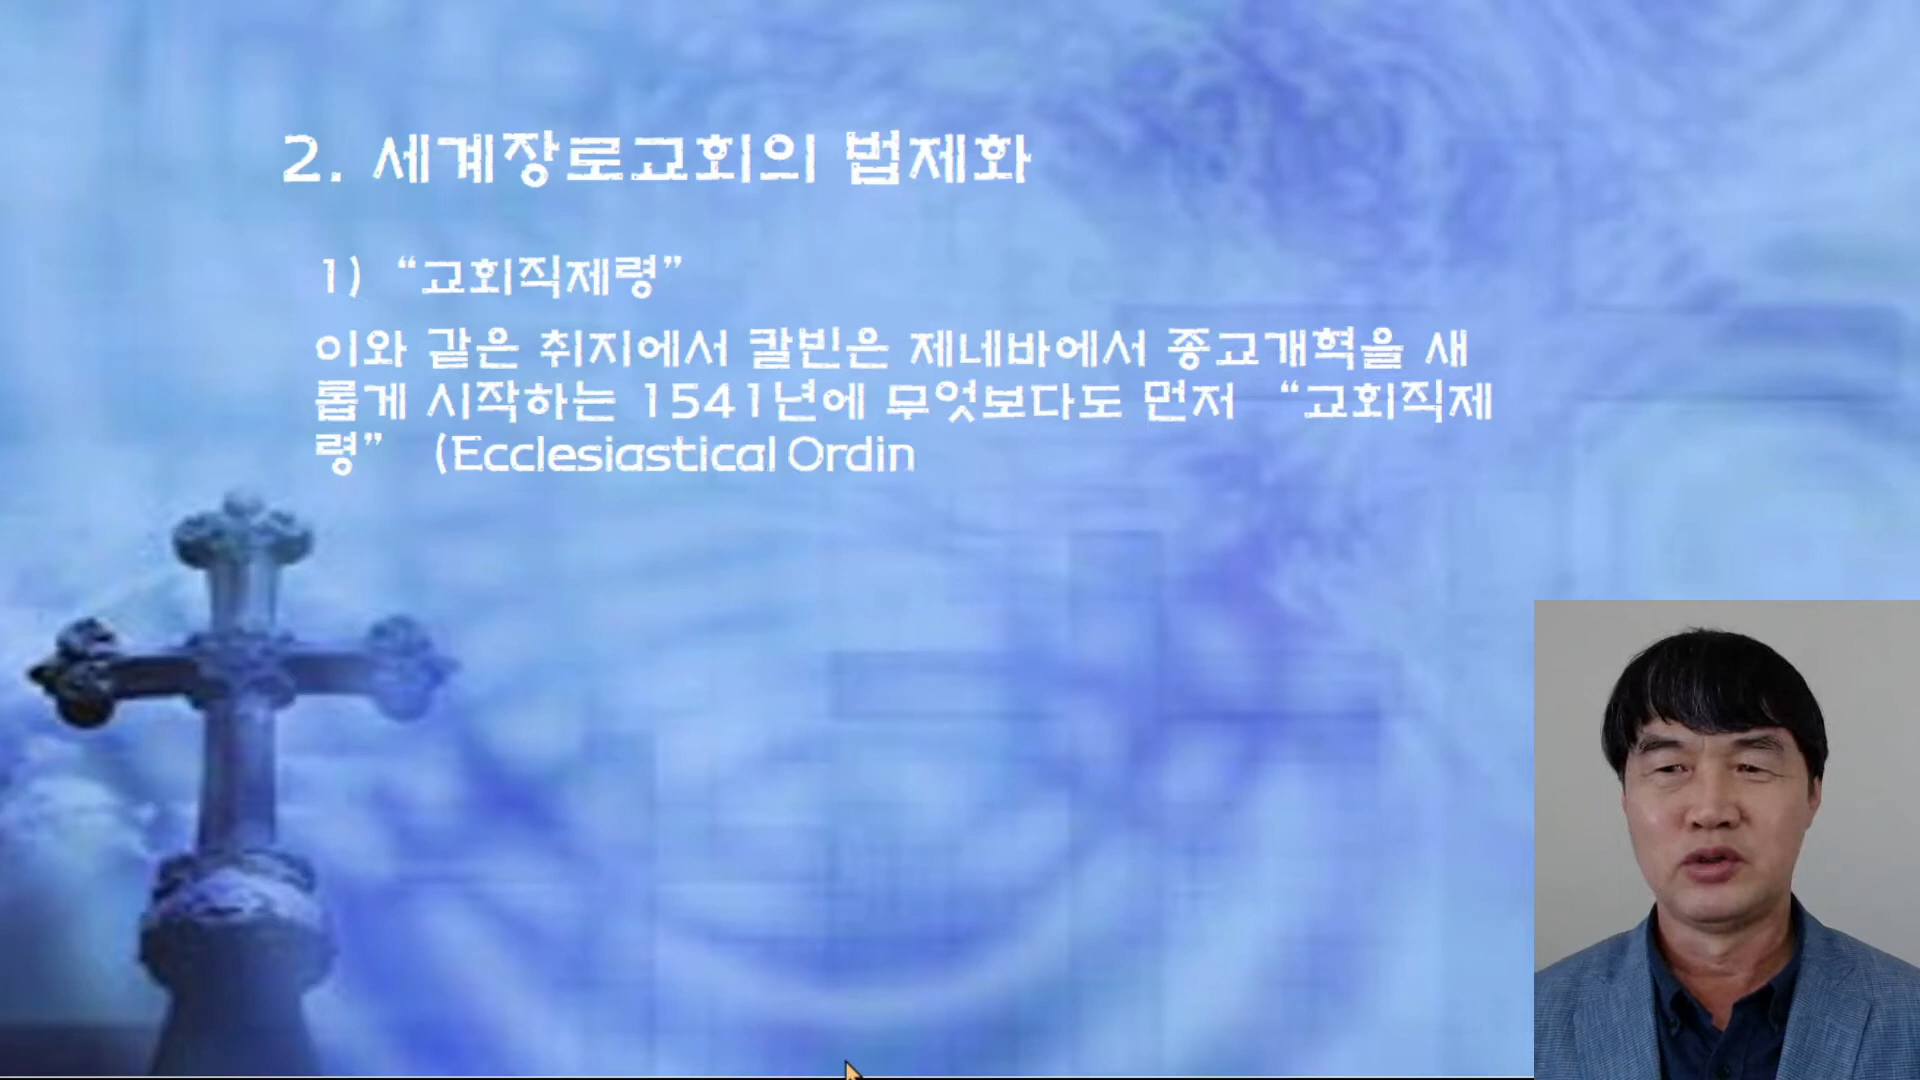 2. 세계장로교회의 법제화
1) “교회직제령”
이와 같은 취지에서 칼빈은 제네바에서 종교개혁을 새
롭게 시작하는 1541년에 무엇보다도 먼저 “교회직제
령” (Ecclesiastical Ordin